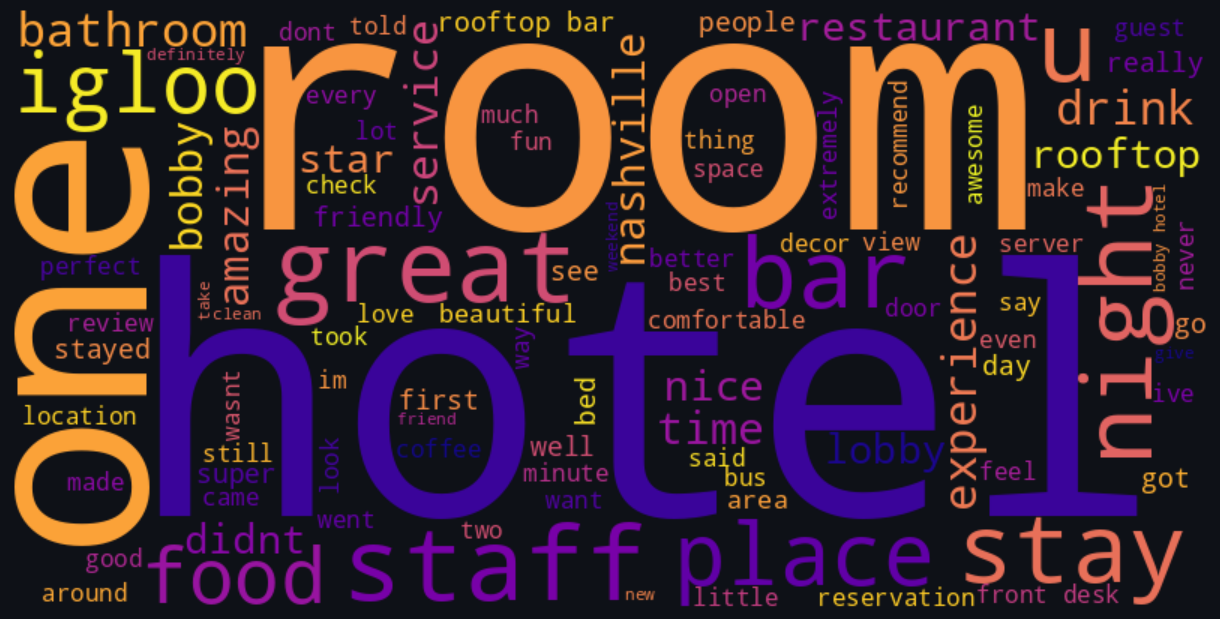 bathroom
dont
told
rooftop bar
people
restaurant
guest
definitely
igloo
room
service
nashville
u
really
every
much
fun
open
drink
lot
thing
extremely
recommend
awesome
star
space
rooftop
check
make
bobby
amazing
friendly
one
weekend
night
bobby hotel
never
great
see
better
bar
decor
view
server
perfect
best
door
experience
take
clean
love
beautiful
comfortable
say
review
took
way
go
stayed
hotel
even
give
day
im
bed
nice
ive
location
wasnt
first
friend
time
still
coffee
well
lobby
said
super
look
minute
bus
feel
made
came
want
area
got
went
two
didnt
staff
place
stay
good
food
around
new
little
reservation
front desk